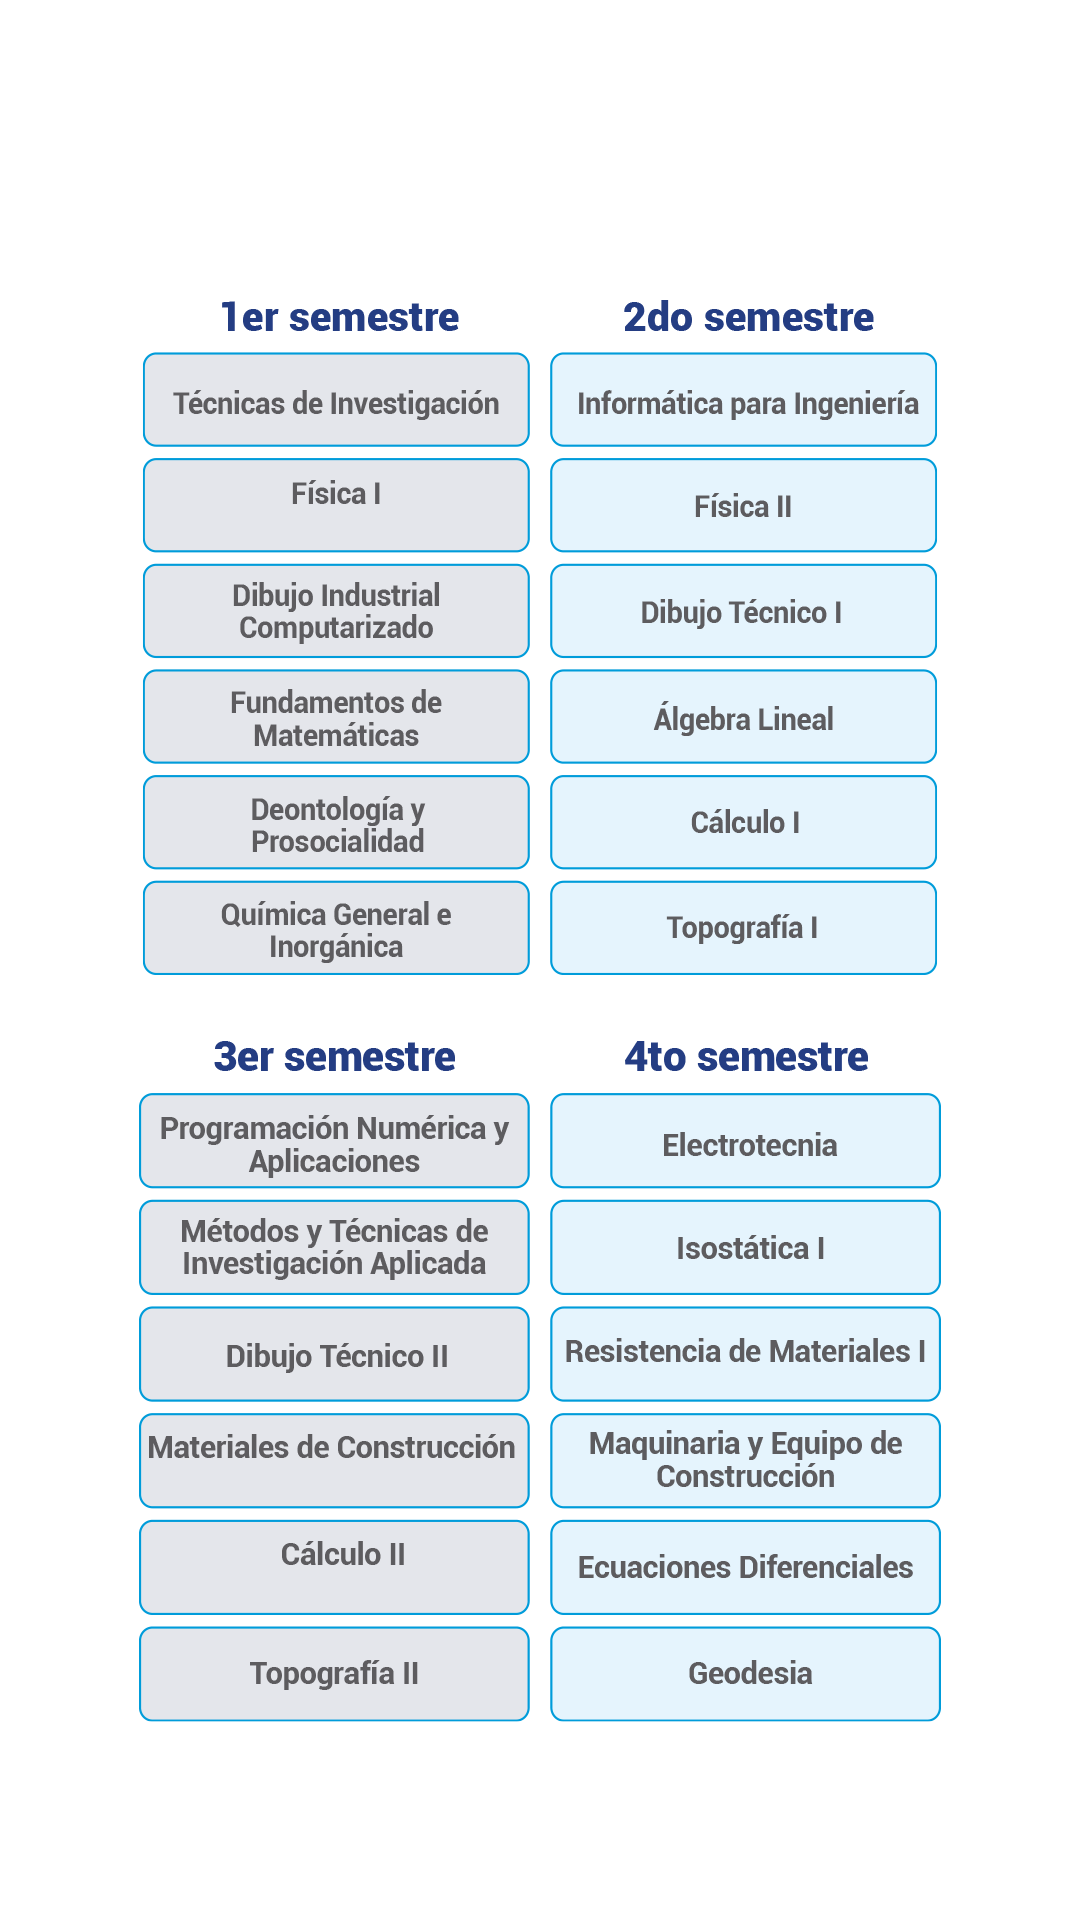 1er semestre
Técnicas de Investigación
Física I
Dibujo Industrial
Computarizado
Fundamentos de
Matemáticas
Deontología y
Prosocialidad
Química General e
Inorgánica
2do semestre
Informática para Ingeniería
Física II
Dibujo Técnico I
Álgebra Lineal
Cálculo I
Topografía I
3er semestre
Programación Numérica y
Aplicaciones
Métodos y Técnicas de
Investigación Aplicada
Dibujo Técnico II
Materiales de Construcción
Cálculo II
Topografía II
4to semestre
Electrotecnia
Isostática I
Resistencia de Materiales I
Maquinaria y Equipo de
Construcción
Ecuaciones Diferenciales
Geodesia